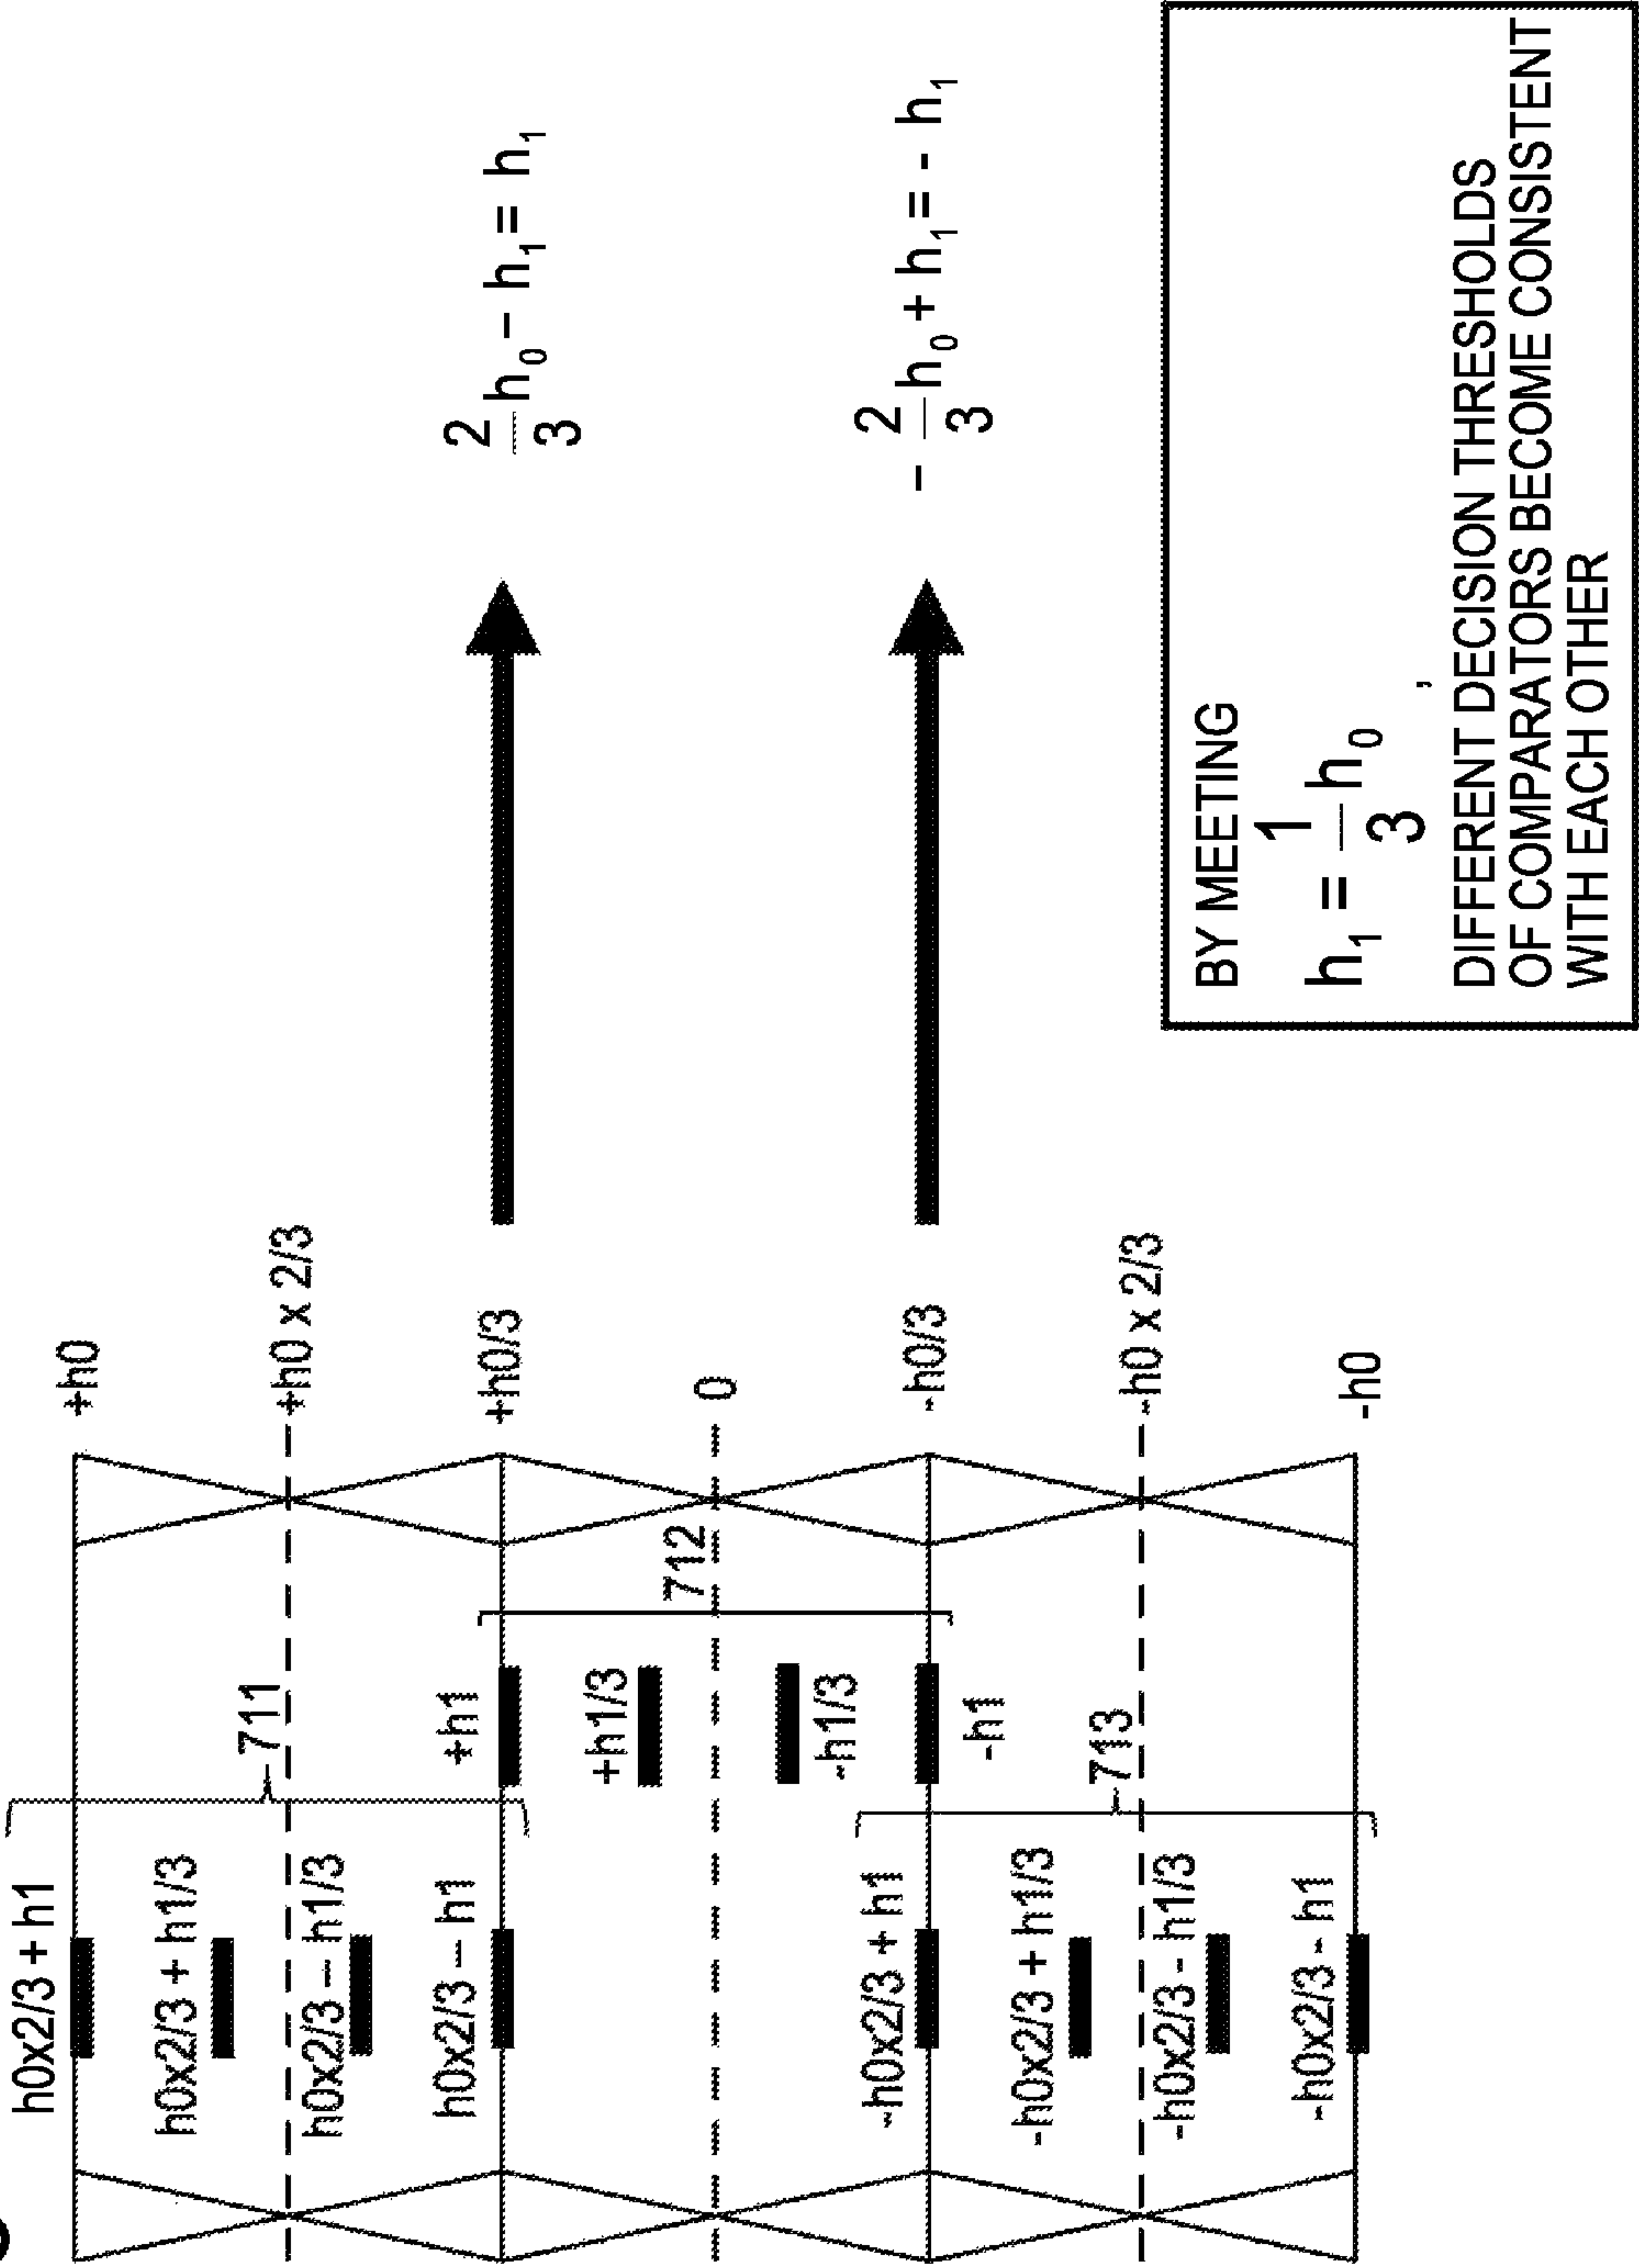 h0x2/3 + h1
h0x2/3 + h1/3
h0x2/3 – h1/3
h0x2/3 – h1
-h0x2/3 + h1
-h0x2/3 + h1/3
-h0x2/3 - h1/3
-h0x2/3 - h1
711
+h1
+h1/3
-h1/3
-h1
712
713
+h0
+h0 x 2/3
+h0/3
0
-h0/3
-h0 x 2/3
-h0
2/3 h₀ – h₁ = h₁
- 2/3 h₀ + h₁ = - h₁
BY MEETING
h₁ = 1/3 h₀ ,
DIFFERENT DECISION THRESHOLDS
OF COMPARATORS BECOME CONSISTENT
WITH EACH OTHER